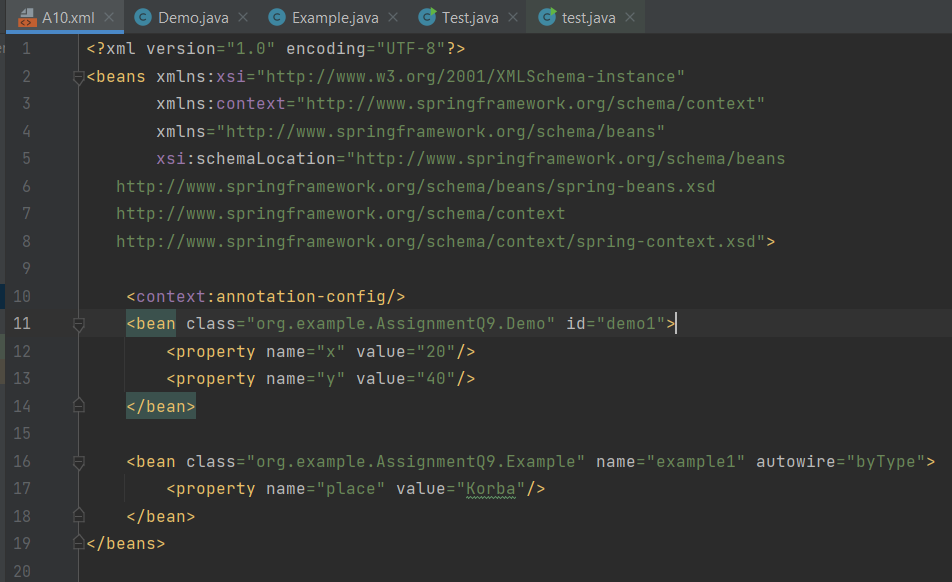 A10.xml Demo.java Example.java Test.java test.java
1 <?xml version="1.0" encoding="UTF-8"?>
2 <beans xmlns:xsi="http://www.w3.org/2001/XMLSchema-instance"
3 xmlns:context="http://www.springframework.org/schema/context"
4 xmlns="http://www.springframework.org/schema/beans"
5 xsi:schemaLocation="http://www.springframework.org/schema/beans
6 http://www.springframework.org/schema/beans/spring-beans.xsd
7 http://www.springframework.org/schema/context
8 http://www.springframework.org/schema/context/spring-context.xsd">
9
10 <context:annotation-config/>
11 <bean class="org.example.AssignmentQ9.Demo" id="demo1">
12 <property name="x" value="20"/>
13 <property name="y" value="40"/>
14 </bean>
15
16 <bean class="org.example.AssignmentQ9.Example" name="example1" autowire="byType">
17 <property name="place" value="Korba"/>
18 </bean>
19 </beans>
20